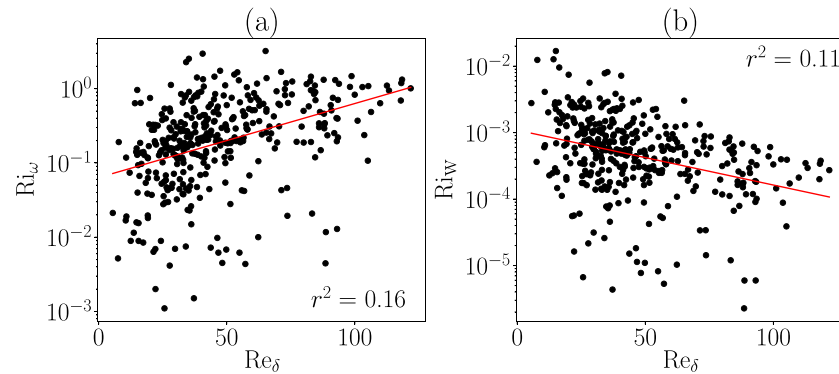 (a)
Ri_ω
10^0
10^{-1}
10^{-2}
10^{-3}
r^2 = 0.16
0 50 100
Re_δ
(b)
Ri_W
10^{-2}
10^{-3}
10^{-4}
10^{-5}
r^2 = 0.11
0 50 100
Re_δ